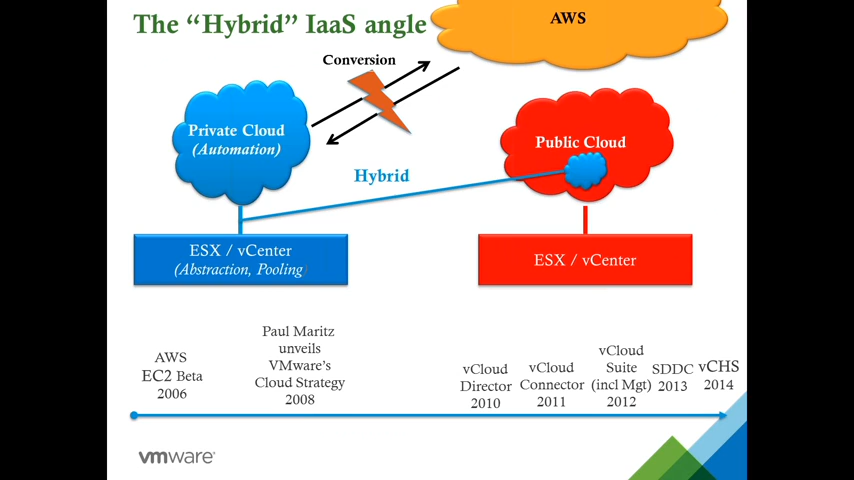 The “Hybrid” IaaS angle
AWS
Conversion
Private Cloud
(Automation)
Public Cloud
Hybrid
ESX / vCenter
(Abstraction, Pooling)
ESX / vCenter
AWS
EC2 Beta
2006
Paul Maritz
unveils
VMware’s
Cloud Strategy
2008
vCloud
Director
2010
vCloud
Connector
2011
vCloud
Suite
(incl Mgt)
2012
SDDC
2013
vCHS
2014
vmware